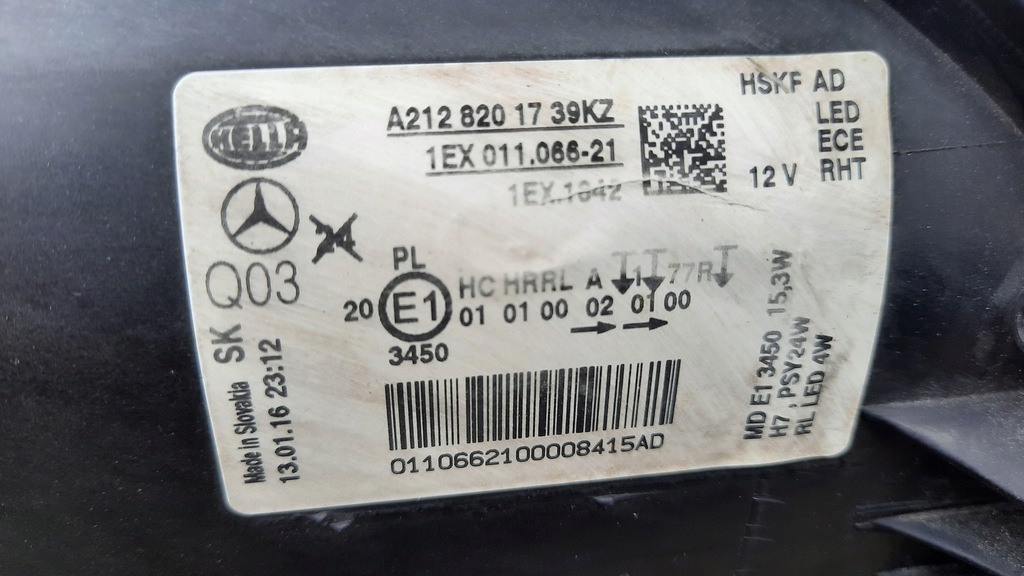 HELLA
A212 820 17 39KZ
1EX 011.066-21
1EX.1042
HSKF AD
LED
ECE
12 V RHT
Q03
SK
Made in Slovakia
13.01.16 23:12
PL
20 E1
3450
HC HRRL A 1 77R
01 01 00 02 01 00
0110662100008415AD
MD E1 3450 15,3W
H7 ; PSY24W
RL LED 4W